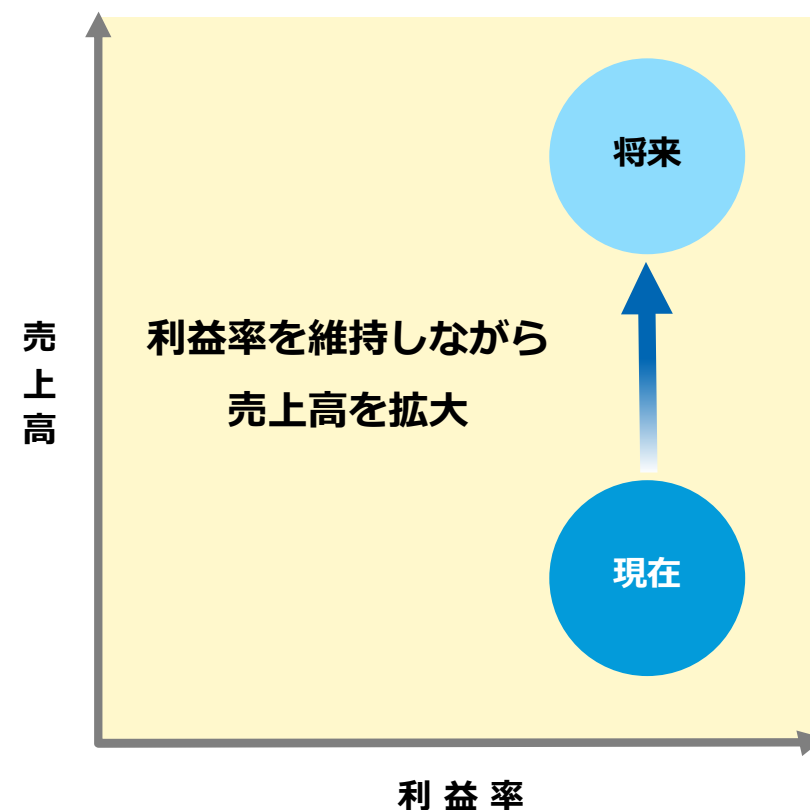 将来
利益率を維持しながら
売上高を拡大
売上高
現在
利益率